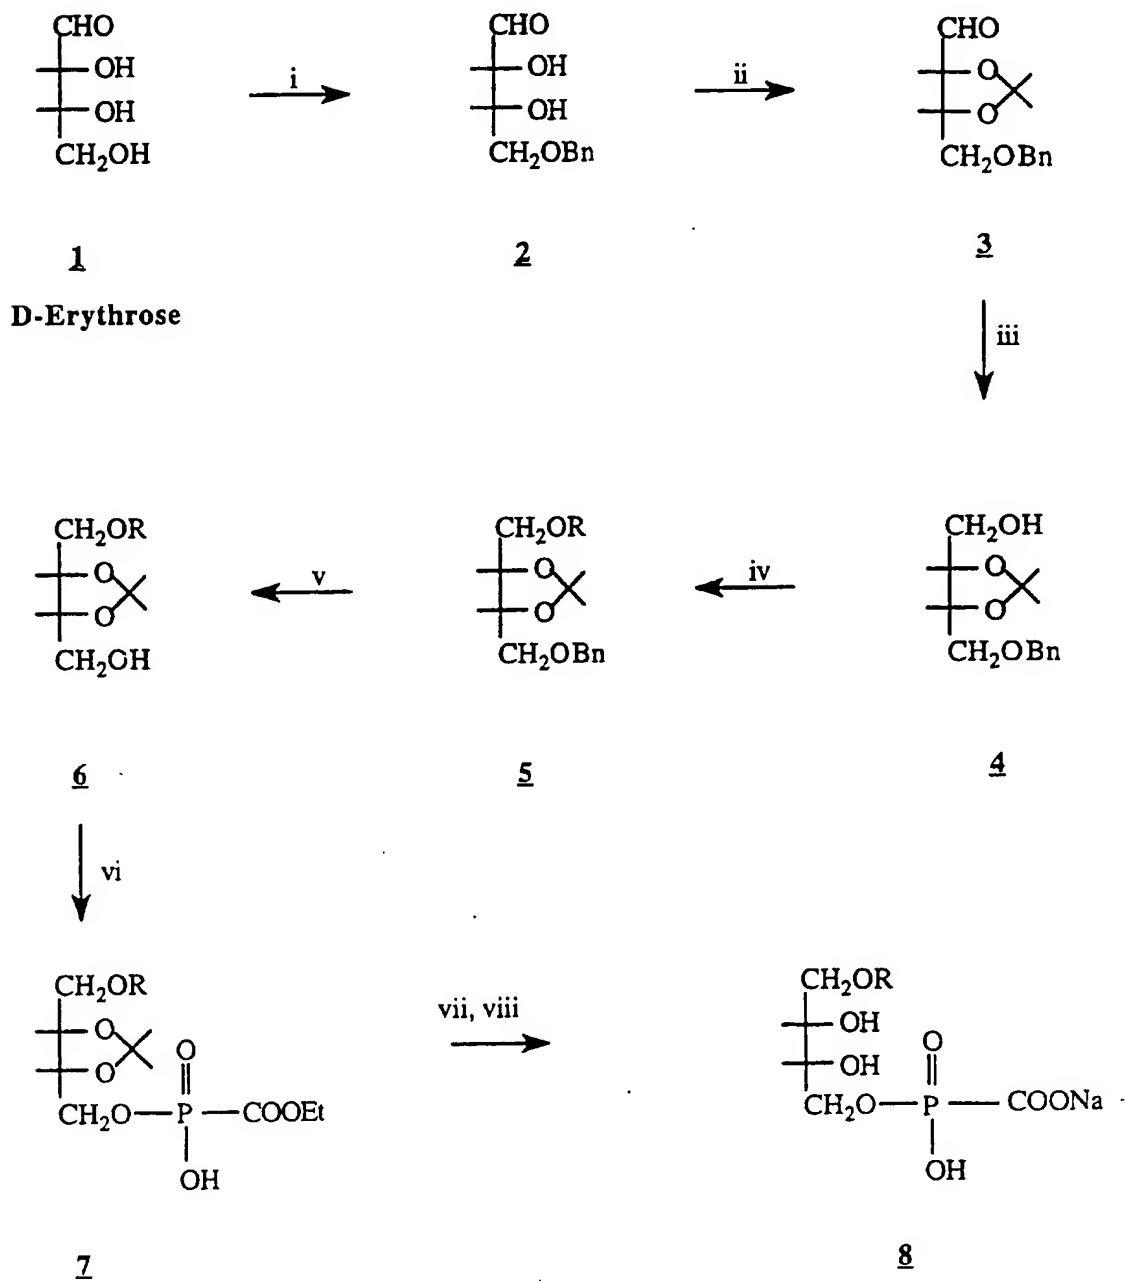 CHO
OH
OH
CH₂OH
1
D-Erythrose
i
CHO
OH
OH
CH₂OBn
2
ii
CHO
O
O
CH₂OBn
3
iii
CH₂OH
O
O
CH₂OBn
4
iv
CH₂OR
O
O
CH₂OBn
5
v
CH₂OR
O
O
CH₂OH
6
vi
CH₂OR
O
O
O
CH₂O P COOEt
OH
7
vii, viii
CH₂OR
OH
OH
O
CH₂O P COONa
OH
8